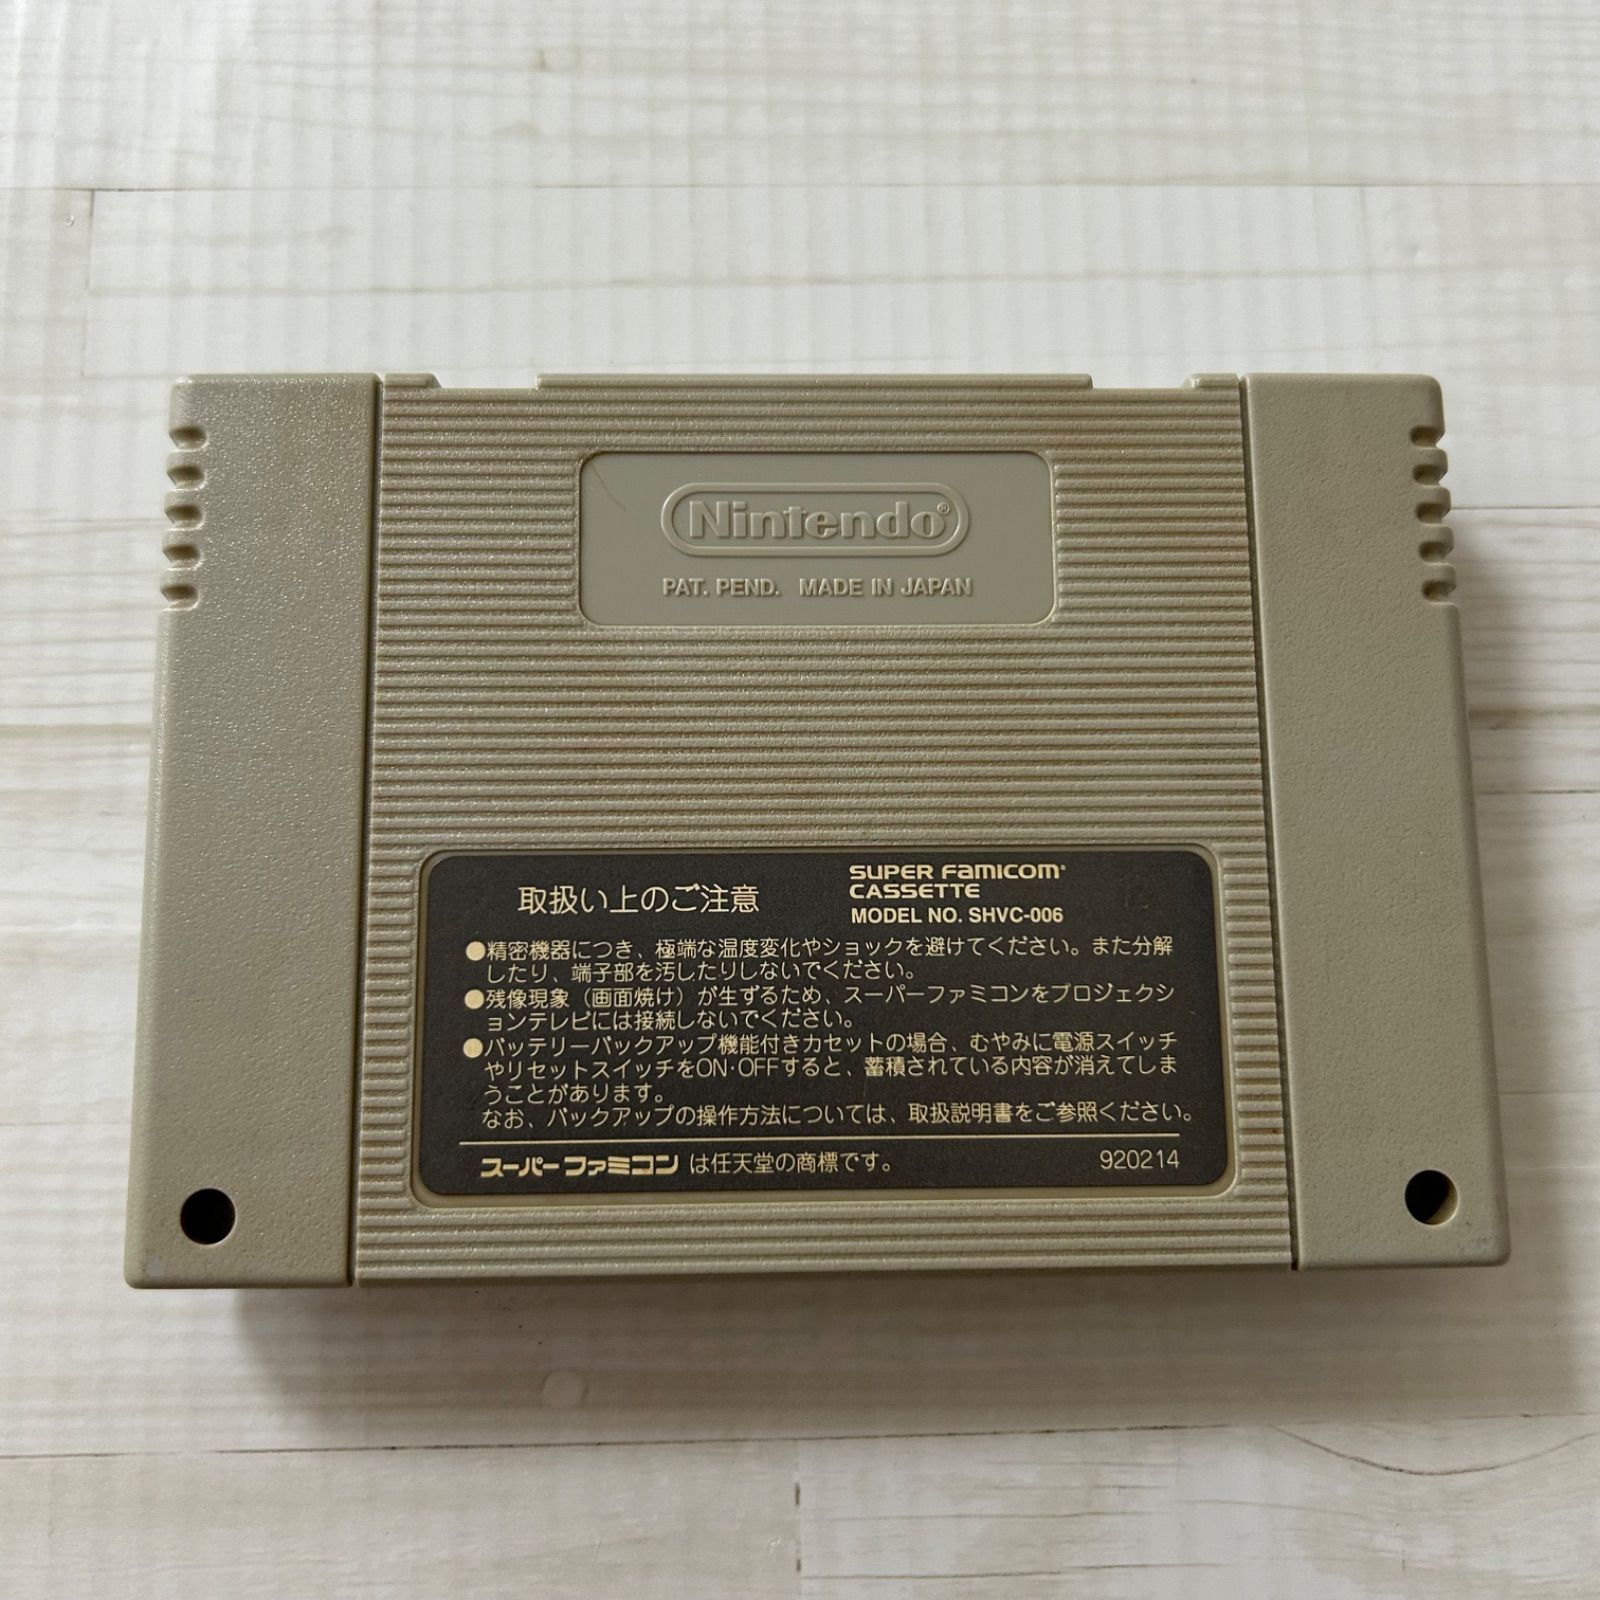 Nintendo®
PAT. PEND. MADE IN JAPAN
取扱い上のご注意
SUPER FAMICOM®
CASSETTE
MODEL NO. SHVC-006
●精密機器につき、極端な温度変化やショックを避けてください。また分解
したり、端子部を汚したりしないでください。
●残像現象（画面焼け）が生ずるため、スーパーファミコンをプロジェクシ
ョンテレビには接続しないでください。
●バッテリーバックアップ機能付きカセットの場合、むやみに電源スイッチ
やリセットスイッチをON·OFFすると、蓄積されている内容が消えてしま
うことがあります。
なお、バックアップの操作方法については、取扱説明書をご参照ください。
スーパーファミコン は任天堂の商標です。
920214